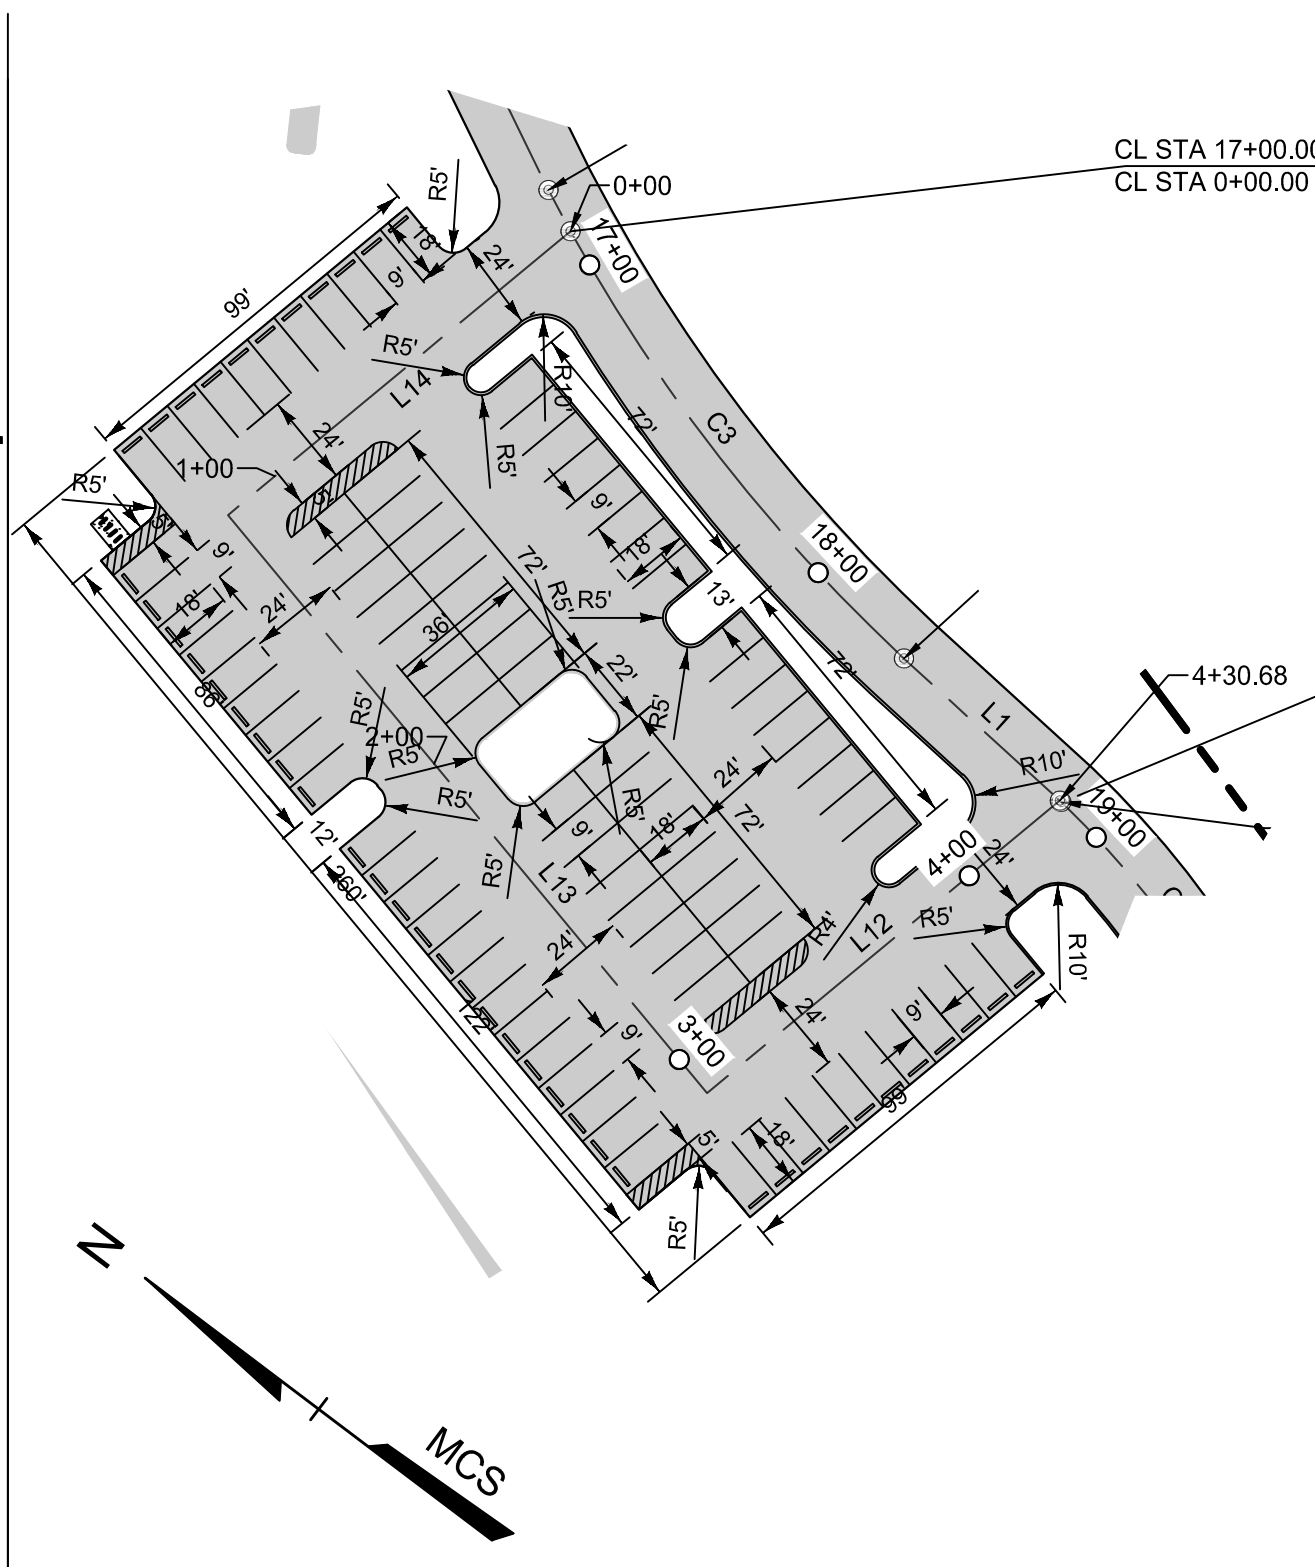 CL STA 17+00.00
CL STA 0+00.00
R5'
0+00
17+00
18'
24'
9'
99'
R5'
L14
R10'
72'
C3
24'
1+00
R5'
5'
R5'
5'
9'
9'
18'
18+00
72'
18'
24'
R5'
R5'
13'
36'
4+30.68
22'
72'
86'
R5'
R5'
L1
2+00
R5'
24'
R10'
R5'
R5'
18'
72'
19+00
12'
9'
4+00
24'
R5'
260'
L13
R4'
L12
R5'
24'
R10'
9'
24'
122'
9'
3+00
99'
5'
18'
R5'
N
MCS